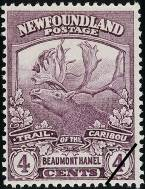 NEWFOUNDLAND
POSTAGE
TRAIL OF THE CARIBOU
BEAUMONT HAMEL
4 CENTS 4